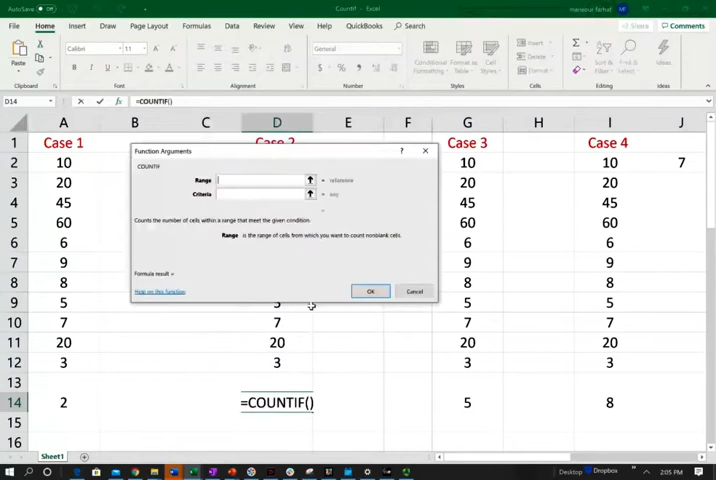 AutoSave Off
Countif - Excel
mansour farhat MF
File Home Insert Draw Page Layout Formulas Data Review View Help QuickBooks Search Share Comments
Calibri 11 General
Paste
Conditional Formatting
Format as Table
Cell Styles
Insert
Delete
Format
Sort & Filter
Find & Select
Ideas
Clipboard Font Alignment Number Styles Cells Editing Ideas
D14 fx =COUNTIF()
A B C D E F G H I J
1 Case 1 Case 2 Case 3 Case 4
2 10 10 10 7
3 20 20 20
4 45 45 45
5 60 60 60
6 6 6 6
7 9 9 9
8 8 8 8
9 5 5 5 5
10 7 7 7 7
11 20 20 20 20
12 3 3 3 3
13
14 2 =COUNTIF() 5 8
15
16
Function Arguments ? ×
COUNTIF
Range = reference
Criteria = any
=
Counts the number of cells within a range that meet the given condition.
Range is the range of cells from which you want to count nonblank cells.
Formula result =
Help on this function OK Cancel
Sheet1
Desktop Dropbox 2:05 PM